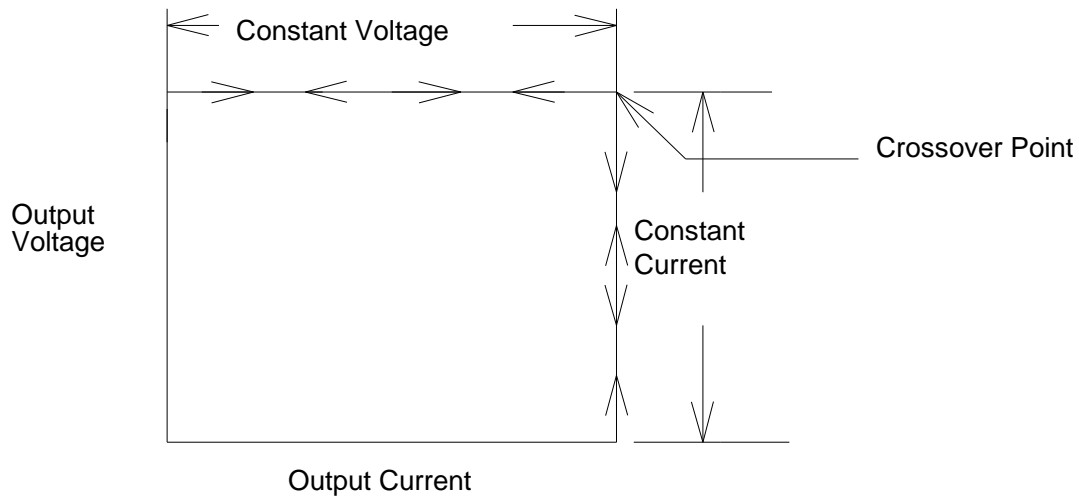 Constant Voltage
Crossover Point
Output
Voltage
Constant
Current
Output Current